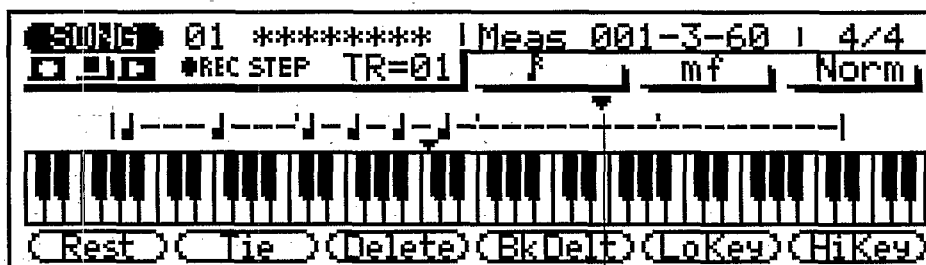 SONG 01 ******** Meas 001-3-60 4/4
REC STEP TR=01 mf Norm
Rest Tie Delete BkDelt LoKey HiKey